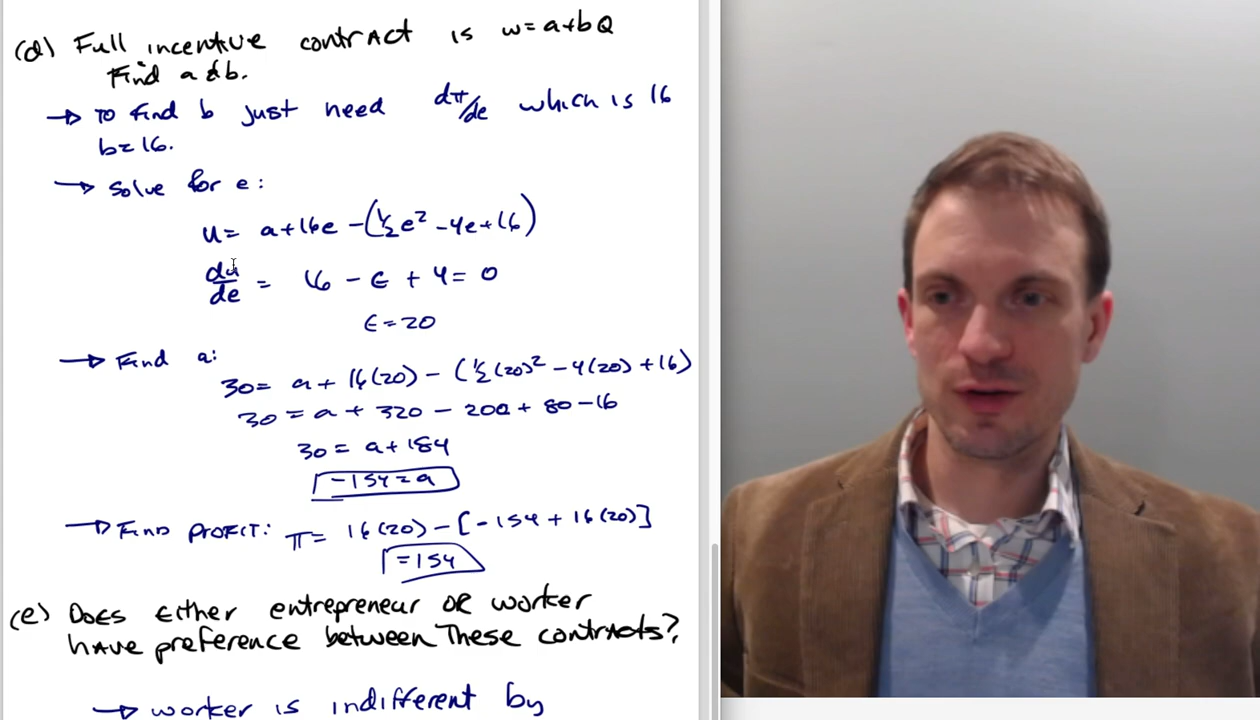 (d) Full incentive contract is w=a+bQ
Find a & b.
→ To find b just need dπ/de which is 16
b=16.
→ Solve for e:
u= a+16e -(½e² -4e+16)
du/de = 16 - e + 4 = 0
e=20
→ Find a:
30= a+ 16(20) - (½(20)² -4(20)+16)
30 = a + 320 - 200 + 80 -16
30 = a+184
-154=a
→ Find PROFIT: π= 16(20) -[-154 + 16(20)]
=154
(e) Does Either entrepreneur OR worker
have preference between These contracts?
→ worker is indifferent by